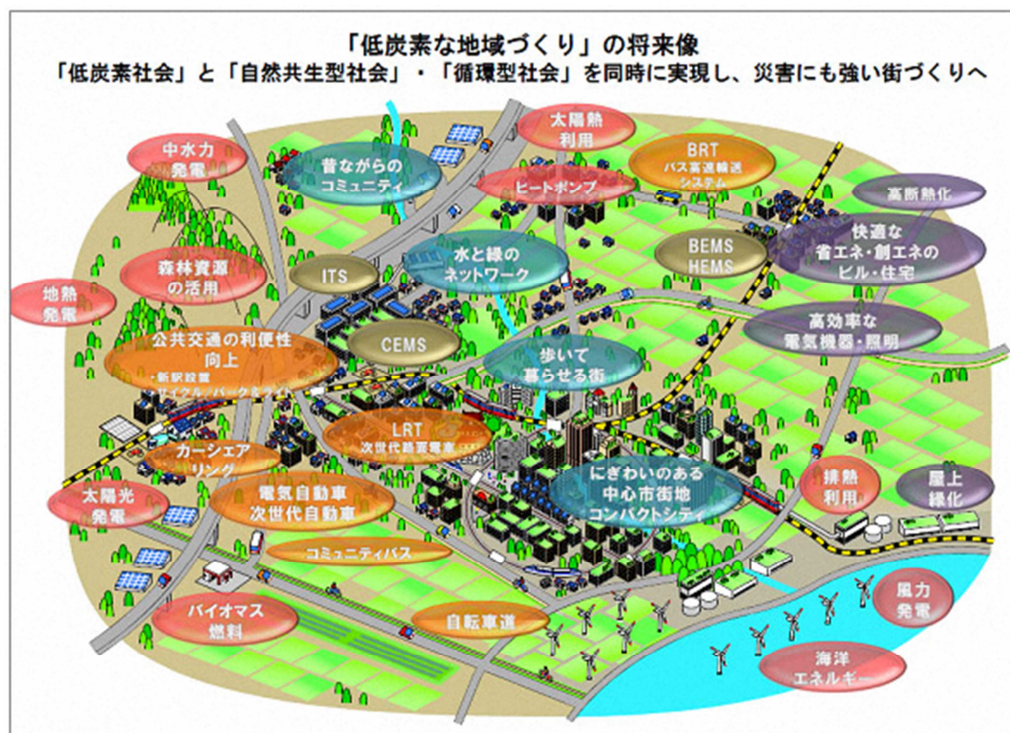 「低炭素な地域づくり」の将来像
「低炭素社会」と「自然共生型社会」・「循環型社会」を同時に実現し、災害にも強い街づくりへ
中水力
発電
昔ながらの
コミュニティ
太陽熱
利用
ヒートポンプ
BRT
バス高速輸送
システム
高断熱化
快適な
省エネ・創エネの
ビル・住宅
地熱
発電
森林資源
の活用
ITS
水と緑の
ネットワーク
BEMS
HEMS
高効率な
電気機器・照明
公共交通の利便性
向上
・新駅設置
CEMS
歩いて
暮らせる街
LRT
次世代路面電車
カーシェア
リング
太陽光
発電
電気自動車
次世代自動車
にぎわいのある
中心市街地
コンパクトシティ
排熱
利用
屋上
緑化
コミュニティバス
バイオマス
燃料
自転車道
風力
発電
海洋
エネルギー